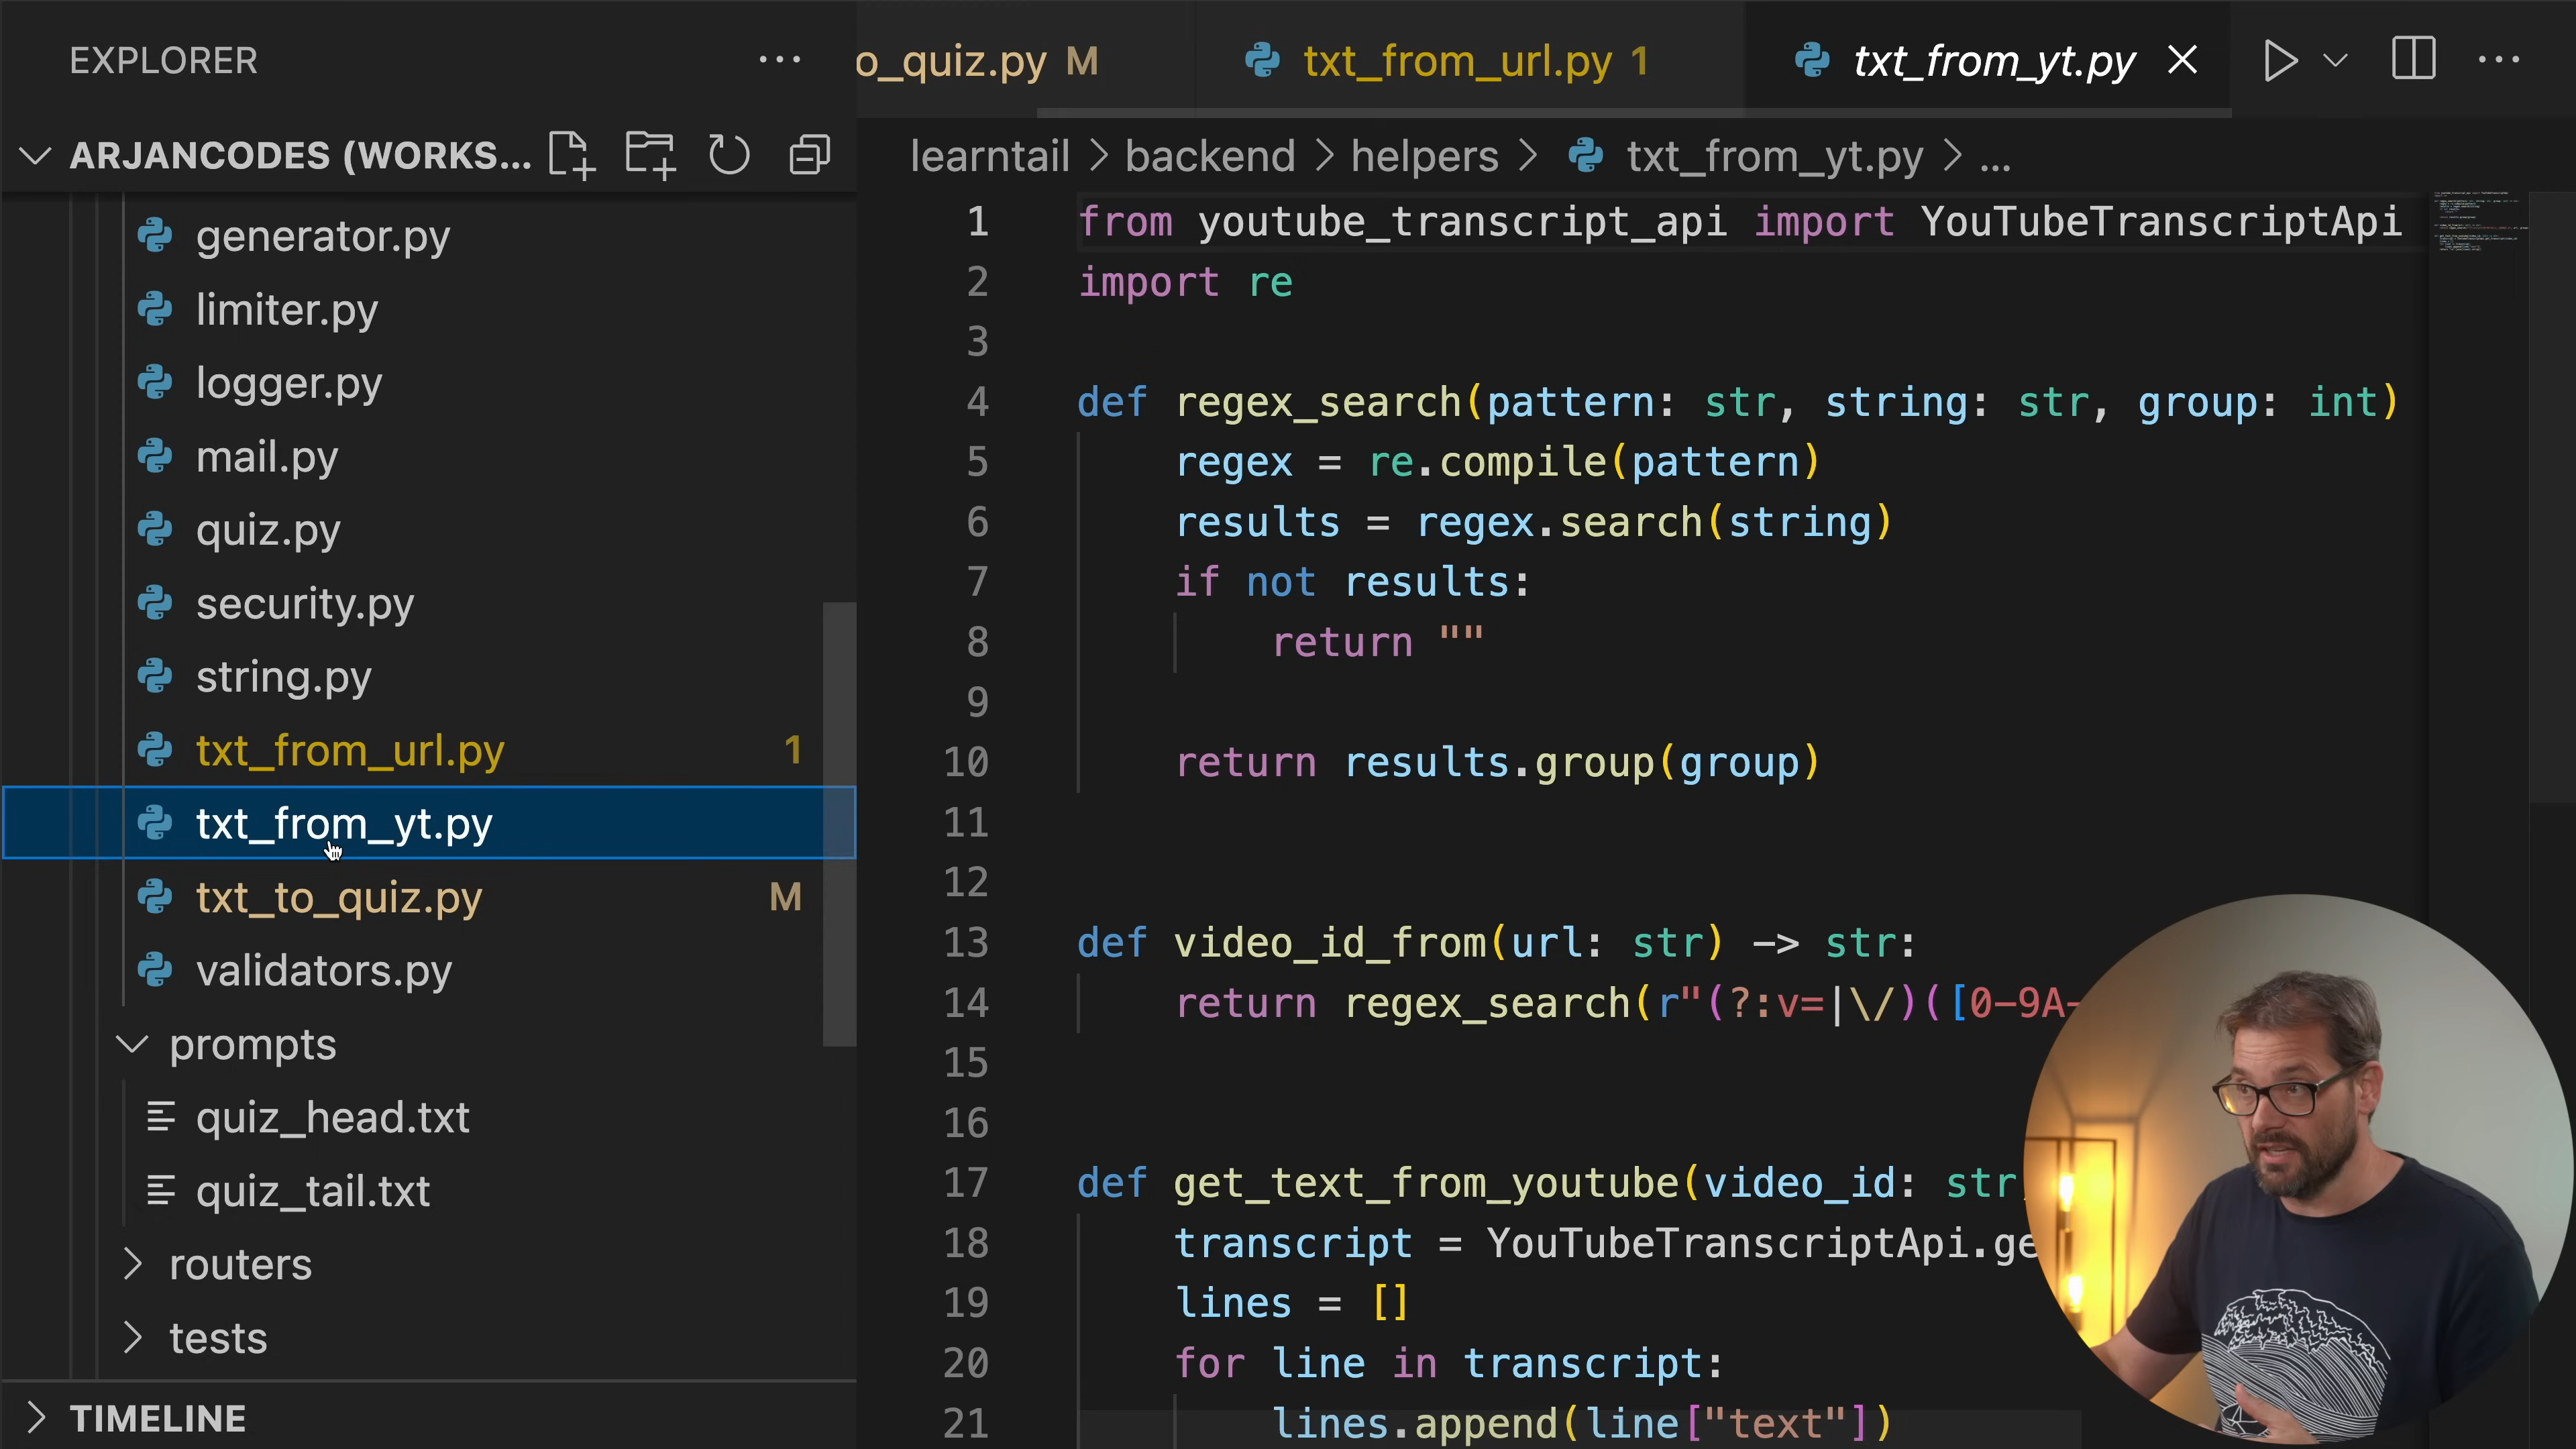 EXPLORER
ARJANCODES (WORKS...
generator.py
limiter.py
logger.py
mail.py
quiz.py
security.py
string.py
txt_from_url.py 1
txt_from_yt.py
txt_to_quiz.py M
validators.py
prompts
quiz_head.txt
quiz_tail.txt
routers
tests
TIMELINE
o_quiz.py M
txt_from_url.py 1
txt_from_yt.py
learntail > backend > helpers > txt_from_yt.py > ...
1 from youtube_transcript_api import YouTubeTranscriptApi
2 import re
3
4 def regex_search(pattern: str, string: str, group: int)
5 regex = re.compile(pattern)
6 results = regex.search(string)
7 if not results:
8 return ""
9
10 return results.group(group)
11
12
13 def video_id_from(url: str) -> str:
14 return regex_search(r"(?:v=|\/)([0-9A-
15
16
17 def get_text_from_youtube(video_id: str
18 transcript = YouTubeTranscriptApi.ge
19 lines = []
20 for line in transcript:
21 lines.append(line["text"])